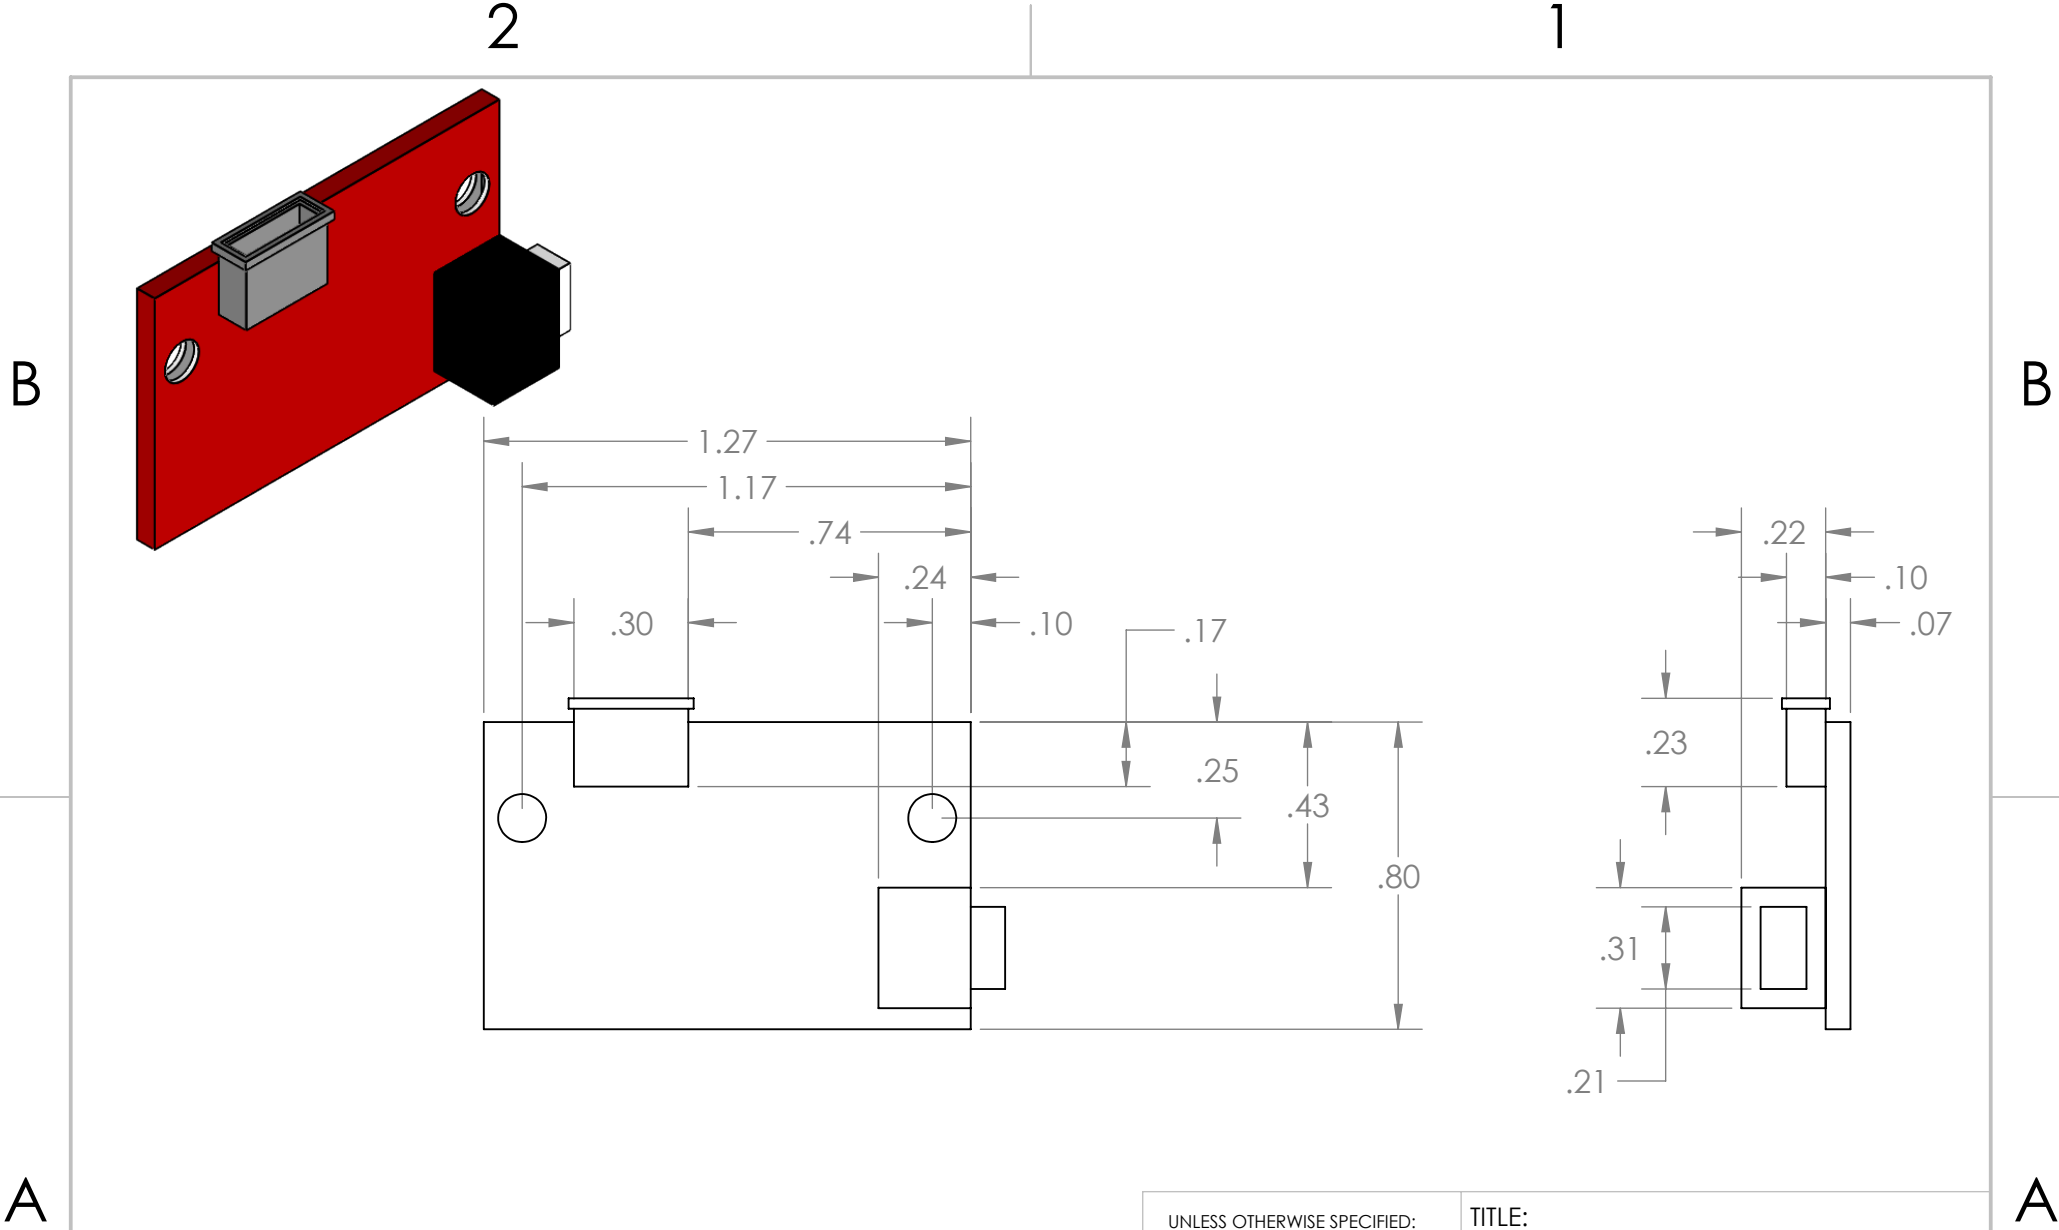 2 1
B B
1.27
1.17
.74 .22
.24 .10
.30 .10 .17 .07
.23
.25
.43
.80
.31
.21
A A
UNLESS OTHERWISE SPECIFIED: TITLE: